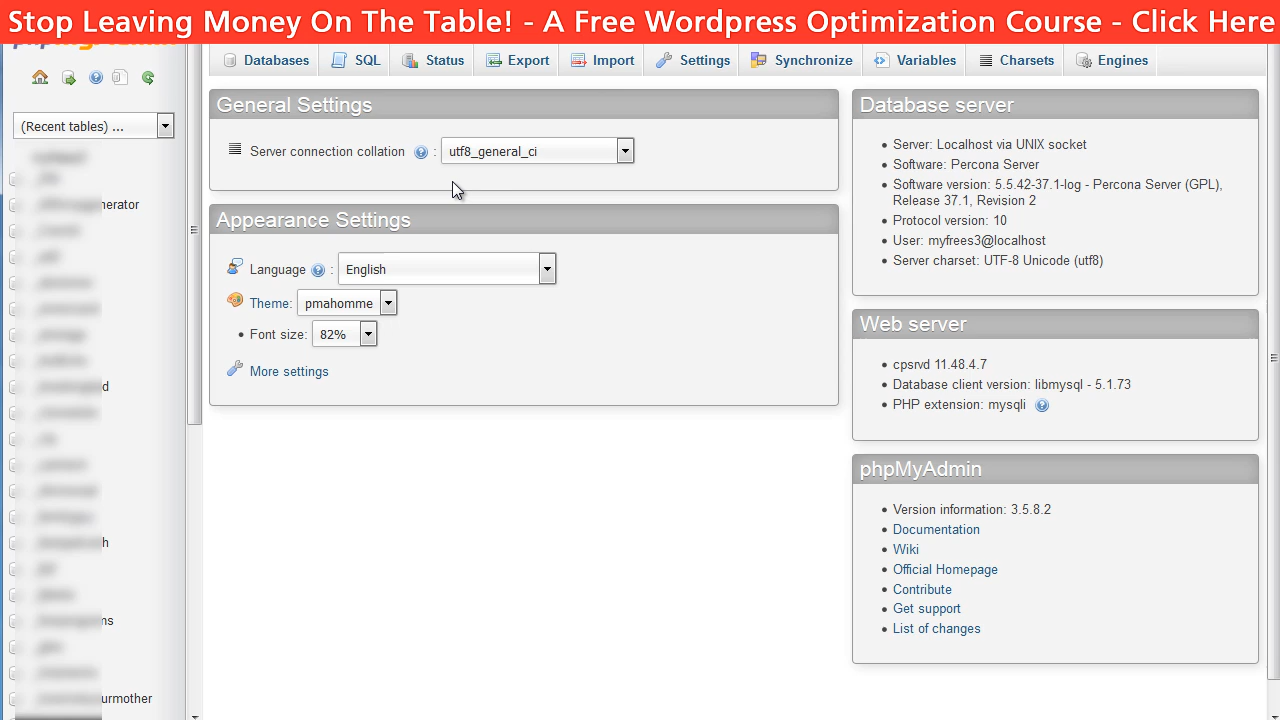 Stop Leaving Money On The Table! - A Free Wordpress Optimization Course - Click Here
Databases SQL Status Export Import Settings Synchronize Variables Charsets Engines
(Recent tables) ...
General Settings
Server connection collation : utf8_general_ci
Appearance Settings
Language : English
Theme: pmahomme
Font size: 82%
More settings
Database server
Server: Localhost via UNIX socket
Software: Percona Server
Software version: 5.5.42-37.1-log - Percona Server (GPL),
Release 37.1, Revision 2
Protocol version: 10
User: myfrees3@localhost
Server charset: UTF-8 Unicode (utf8)
Web server
cpsrvd 11.48.4.7
Database client version: libmysql - 5.1.73
PHP extension: mysqli
phpMyAdmin
Version information: 3.5.8.2
Documentation
Wiki
Official Homepage
Contribute
Get support
List of changes